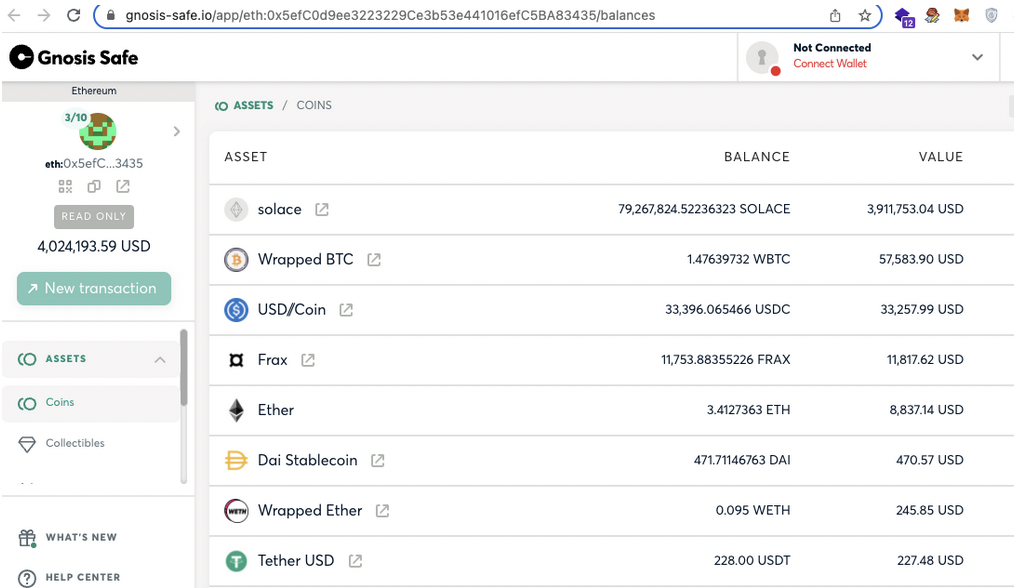 gnosis-safe.io/app/eth:0x5efC0d9ee3223229Ce3b53e441016efC5BA83435/balances
12
Gnosis Safe
Not Connected
Connect Wallet
Ethereum
3/10
eth:0x5efC...3435
READ ONLY
4,024,193.59 USD
New transaction
ASSETS
Coins
Collectibles
WHAT'S NEW
HELP CENTER
ASSETS / COINS
ASSET BALANCE VALUE
solace 79,267,824.52236323 SOLACE 3,911,753.04 USD
Wrapped BTC 1.47639732 WBTC 57,583.90 USD
USD//Coin 33,396.065466 USDC 33,257.99 USD
Frax 11,753.88355226 FRAX 11,817.62 USD
Ether 3.4127363 ETH 8,837.14 USD
Dai Stablecoin 471.71146763 DAI 470.57 USD
WETH Wrapped Ether 0.095 WETH 245.85 USD
Tether USD 228.00 USDT 227.48 USD